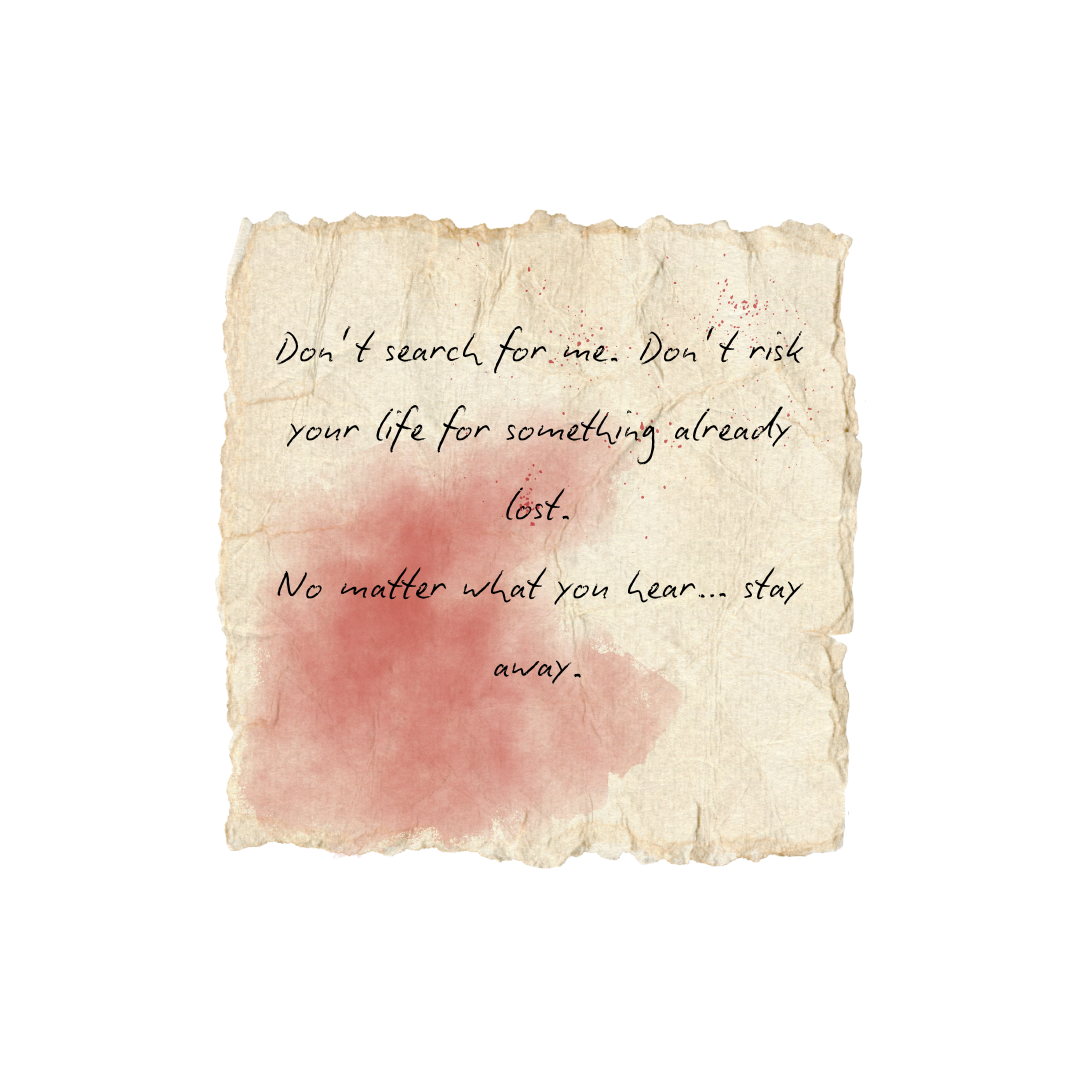 Don't search for me. Don't risk
your life for something already
lost.
No matter what you hear... stay
away.